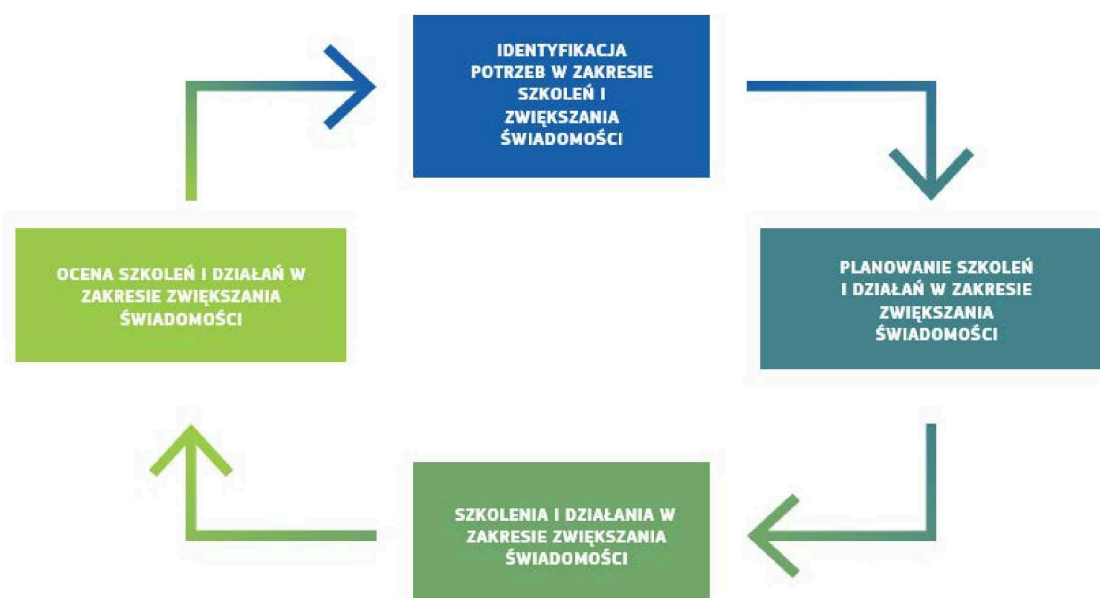 IDENTYFIKACJA
POTRZEB W ZAKRESIE
SZKOLEŃ I
ZWIĘKSZANIA
ŚWIADOMOŚCI
OCENA SZKOLEŃ I DZIAŁAŃ W
ZAKRESIE ZWIĘKSZANIA
ŚWIADOMOŚCI
PLANOWANIE SZKOLEŃ
I DZIAŁAŃ W ZAKRESIE
ZWIĘKSZANIA
ŚWIADOMOŚCI
SZKOLENIA I DZIAŁANIA W
ZAKRESIE ZWIĘKSZANIA
ŚWIADOMOŚCI